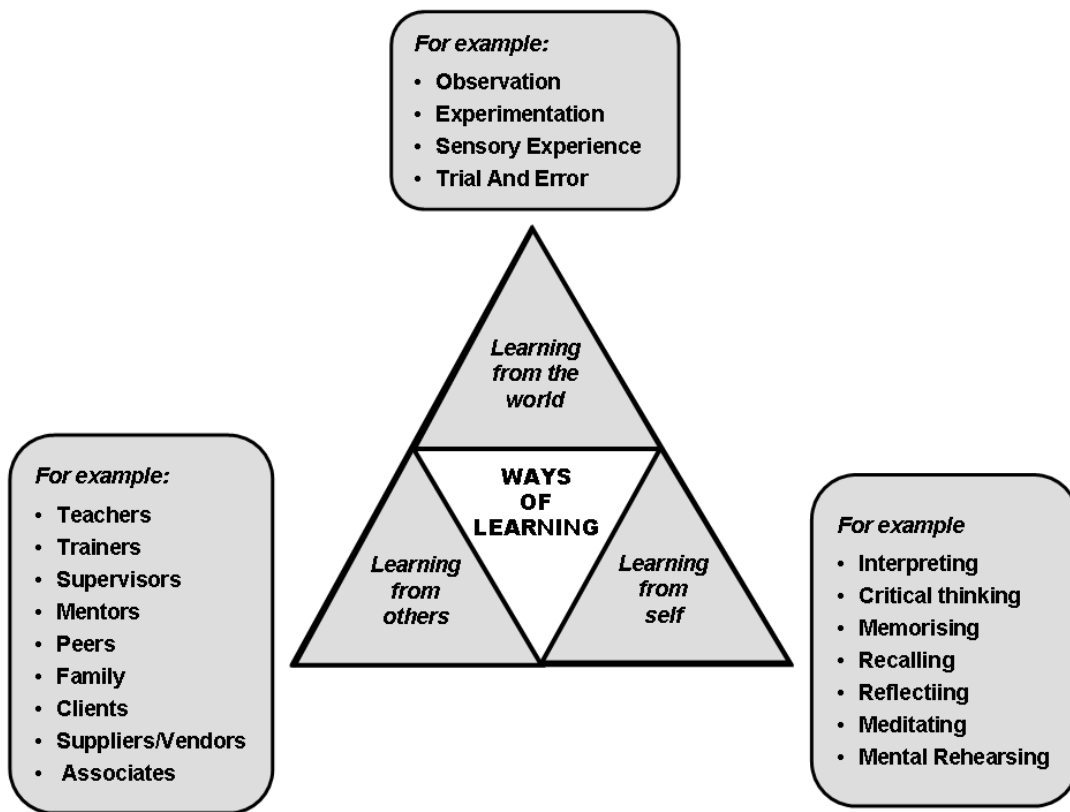 For example:
• Observation
• Experimentation
• Sensory Experience
• Trial And Error
Learning
from the
world
WAYS
OF
LEARNING
Learning
from
others
Learning
from
self
For example:
• Teachers
• Trainers
• Supervisors
• Mentors
• Peers
• Family
• Clients
• Suppliers/Vendors
• Associates
For example
• Interpreting
• Critical thinking
• Memorising
• Recalling
• Reflectiing
• Meditating
• Mental Rehearsing